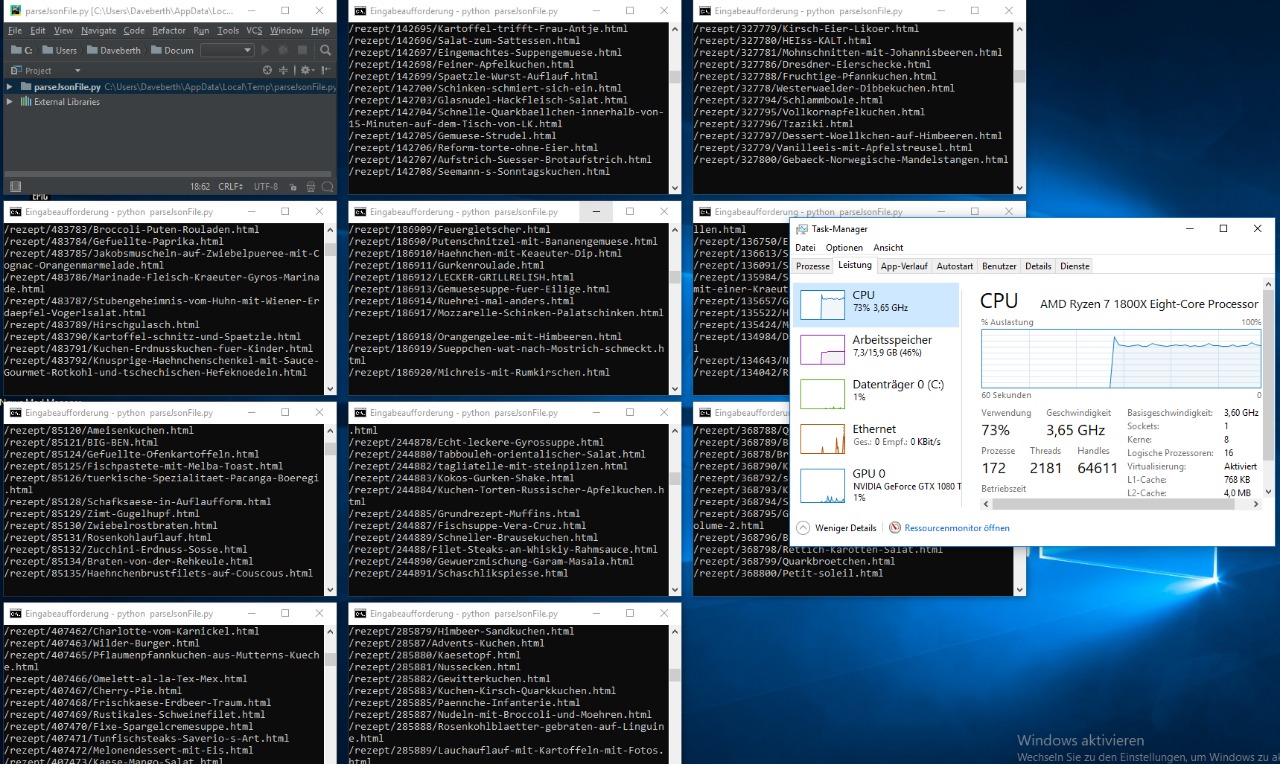 parseJsonFile.py [C:\Users\Daveberth\AppData\Loc...
File Edit View Navigate Code Refactor Run Tools VCS Window Help
C: Users Daveberth Docum
Project
parseJsonFile.py C:\Users\Daveberth\AppData\Local\Temp\parseJsonFile.py
External Libraries
18:62 CRLF UTF-8
EPIC
Eingabeaufforderung - python parseJsonFile.py
/rezept/142695/Kartoffel-trifft-Frau-Antje.html
/rezept/142696/Salat-zum-Sattessen.html
/rezept/142697/Eingemachtes-Suppengemuese.html
/rezept/142698/Feiner-Apfelkuchen.html
/rezept/142699/Spaetzle-Wurst-Auflauf.html
/rezept/142700/Schinken-schmiert-sich-ein.html
/rezept/142703/Glasnudel-Hackfleisch-Salat.html
/rezept/142704/Schnelle-Quarkbaellchen-innerhalb-von-
15-Minuten-auf-dem-Tisch-von-LK.html
/rezept/142705/Gemuese-Strudel.html
/rezept/142706/Reform-torte-ohne-Eier.html
/rezept/142707/Aufstrich-Suesser-Brotaufstrich.html
/rezept/142708/Seemann-s-Sonntagskuchen.html
Eingabeaufforderung - python parseJsonFile.py
/rezept/327779/Kirsch-Eier-Likoer.html
/rezept/327780/HEIss-KALT.html
/rezept/327781/Mohnschnitten-mit-Johannisbeeren.html
/rezept/327786/Dresdner-Eierschecke.html
/rezept/327788/Fruchtige-Pfannkuchen.html
/rezept/32778/Westerwaelder-Dibbekuchen.html
/rezept/327794/Schlammbowle.html
/rezept/327795/Vollkornapfelkuchen.html
/rezept/327796/Tzaziki.html
/rezept/327797/Dessert-Woellkchen-auf-Himbeeren.html
/rezept/32779/Vanilleeis-mit-Apfelstreusel.html
/rezept/327800/Gebaeck-Norwegische-Mandelstangen.html
Eingabeaufforderung - python parseJsonFile.py
/rezept/483783/Broccoli-Puten-Rouladen.html
/rezept/483784/Gefuellte-Paprika.html
/rezept/483785/Jakobsmuscheln-auf-Zwiebelpueree-mit-C
ognac-Orangenmarmelade.html
/rezept/483786/Marinade-Fleisch-Kraeuter-Gyros-Marina
de.html
/rezept/483787/Stubengeheimnis-vom-Huhn-mit-Wiener-Er
daepfel-Vogerlsalat.html
/rezept/483789/Hirschgulasch.html
/rezept/483790/Kartoffel-schnitz-und-Spaetzle.html
/rezept/483791/Kuchen-Erdnusskuchen-fuer-Kinder.html
/rezept/483792/Knusprige-Haehnchenschenkel-mit-Sauce-
Gourmet-Rotkohl-und-tschechischen-Hefeknoedeln.html
Eingabeaufforderung - python parseJsonFile.py
/rezept/186909/Feuergletscher.html
/rezept/18690/Putenschnitzel-mit-Bananengemuese.html
/rezept/186910/Haehnchen-mit-Keaeuter-Dip.html
/rezept/186911/Gurkenroulade.html
/rezept/186912/LECKER-GRILLRELISH.html
/rezept/186913/Gemuesesuppe-fuer-Eilige.html
/rezept/186914/Ruehrei-mal-anders.html
/rezept/186917/Mozzarelle-Schinken-Palatschinken.html
/rezept/186918/Orangengelee-mit-Himbeeren.html
/rezept/186919/Sueppchen-wat-nach-Mostrich-schmeckt.h
tml
/rezept/186920/Michreis-mit-Rumkirschen.html
Eingabeaufforderung - python parseJsonFile.py
llen.html
/rezept/136750/E
/rezept/136613/S
/rezept/136091/S
/rezept/135984/S
mit-einer-Kraeut
/rezept/135657/G
/rezept/135522/H
/rezept/135424/M
/rezept/134984/D
l
/rezept/134643/N
/rezept/134042/R
Task-Manager
Datei Optionen Ansicht
Prozesse Leistung App-Verlauf Autostart Benutzer Details Dienste
CPU
73% 3,65 GHz
Arbeitsspeicher
7,3/15,9 GB (46%)
Datenträger 0 (C:)
1%
Ethernet
Ges.: 0 Empf.: 0 KBit/s
GPU 0
NVIDIA GeForce GTX 1080 T
1%
CPU AMD Ryzen 7 1800X Eight-Core Processor
% Auslastung 100%
60 Sekunden 0
Verwendung Geschwindigkeit
73% 3,65 GHz
Prozesse Threads Handles
172 2181 64611
Betriebszeit
Basisgeschwindigkeit: 3,60 GHz
Sockets: 1
Kerne: 8
Logische Prozessoren: 16
Virtualisierung: Aktiviert
L1-Cache: 768 KB
L2-Cache: 4,0 MB
Weniger Details Ressourcenmonitor öffnen
Eingabeaufforderung - python parseJsonFile.py
/rezept/85120/Ameisenkuchen.html
/rezept/85121/BIG-BEN.html
/rezept/85124/Gefuellte-Ofenkartoffeln.html
/rezept/85125/Fischpastete-mit-Melba-Toast.html
/rezept/85126/tuerkische-Spezialitaet-Pacanga-Boeregi
.html
/rezept/85128/Schafksaese-in-Auflaufform.html
/rezept/85129/Zimt-Gugelhupf.html
/rezept/85130/Zwiebelrostbraten.html
/rezept/85131/Rosenkohlauflauf.html
/rezept/85132/Zucchini-Erdnuss-Sosse.html
/rezept/85134/Braten-von-der-Rehkeule.html
/rezept/85135/Haehnchenbrustfilets-auf-Couscous.html
Eingabeaufforderung - python parseJsonFile.py
.html
/rezept/244878/Echt-leckere-Gyrossuppe.html
/rezept/244880/Tabbouleh-orientalischer-Salat.html
/rezept/244882/tagliatelle-mit-steinpilzen.html
/rezept/244883/Kokos-Gurken-Shake.html
/rezept/244884/Kuchen-Torten-Russischer-Apfelkuchen.h
tml
/rezept/244885/Grundrezept-Muffins.html
/rezept/244887/Fischsuppe-Vera-Cruz.html
/rezept/244889/Schneller-Brausekuchen.html
/rezept/24488/Filet-Steaks-an-Whiskiy-Rahmsauce.html
/rezept/244890/Gewuerzmischung-Garam-Masala.html
/rezept/244891/Schaschlikspiesse.html
Eingabeaufforderung
/rezept/368788/Q
/rezept/368789/B
/rezept/36878/Br
/rezept/368790/K
/rezept/368792/s
/rezept/368793/K
/rezept/368794/S
/rezept/368795/G
olume-2.html
/rezept/368796/B
/rezept/368798/Rettich-Karotten-Salat.html
/rezept/368799/Quarkbroetchen.html
/rezept/368800/Petit-soleil.html
Eingabeaufforderung - python parseJsonFile.py
/rezept/407462/Charlotte-vom-Karnickel.html
/rezept/407463/Wilder-Burger.html
/rezept/407465/Pflaumenpfannkuchen-aus-Mutterns-Kuech
e.html
/rezept/407466/Omelett-al-la-Tex-Mex.html
/rezept/407467/Cherry-Pie.html
/rezept/407468/Frischkaese-Erdbeer-Traum.html
/rezept/407469/Rustikales-Schweinefilet.html
/rezept/407470/Fixe-Spargelcremesuppe.html
/rezept/407471/Tunfischsteaks-Saverio-s-Art.html
/rezept/407472/Melonendessert-mit-Eis.html
/rezept/407473/Kaese-Mango-Salat.html
Eingabeaufforderung - python parseJsonFile.py
/rezept/285879/Himbeer-Sandkuchen.html
/rezept/28587/Advents-Kuchen.html
/rezept/285880/Kaesetopf.html
/rezept/285881/Nussecken.html
/rezept/285882/Gewitterkuchen.html
/rezept/285883/Kuchen-Kirsch-Quarkkuchen.html
/rezept/285885/Paennche-Infanterie.html
/rezept/285887/Nudeln-mit-Broccoli-und-Moehren.html
/rezept/285888/Rosenkohlblaetter-gebraten-auf-Linguin
e.html
/rezept/285889/Lauchauflauf-mit-Kartoffeln-mit-Fotos.
html
Windows aktivieren
Wechseln Sie zu den Einstellungen, um Windows zu a